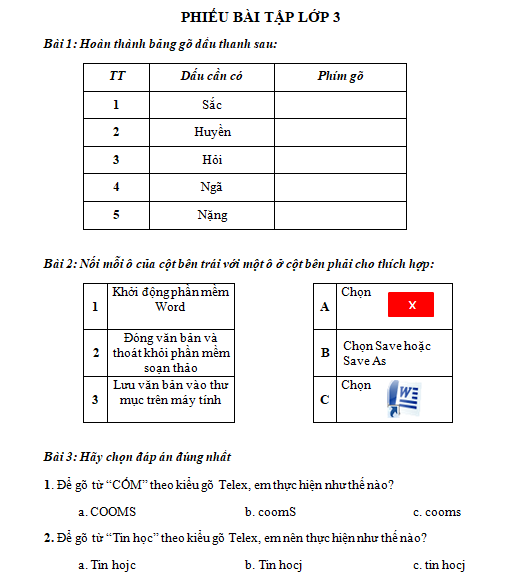 PHIẾU BÀI TẬP LỚP 3
Bài 1: Hoàn thành bảng gõ dấu thanh sau:
TT Dấu cần có Phím gõ
1 Sắc
2 Huyền
3 Hỏi
4 Ngã
5 Nặng
Bài 2: Nối mỗi ô của cột bên trái với một ô ở cột bên phải cho thích hợp:
1 Khởi động phần mềm
Word
A Chọn
X
2 Đóng văn bản và
thoát khỏi phần mềm
soạn thảo
B Chọn Save hoặc
Save As
3 Lưu văn bản vào thư
mục trên máy tính
C Chọn
W
Bài 3: Hãy chọn đáp án đúng nhất
1. Để gõ từ “CỐM” theo kiểu gõ Telex, em thực hiện như thế nào?
a. COOMS b. coomS c. cooms
2. Để gõ từ “Tin học” theo kiểu gõ Telex, em nên thực hiện như thế nào?
a. Tin hojc b. Tin hocj c. tin hocj